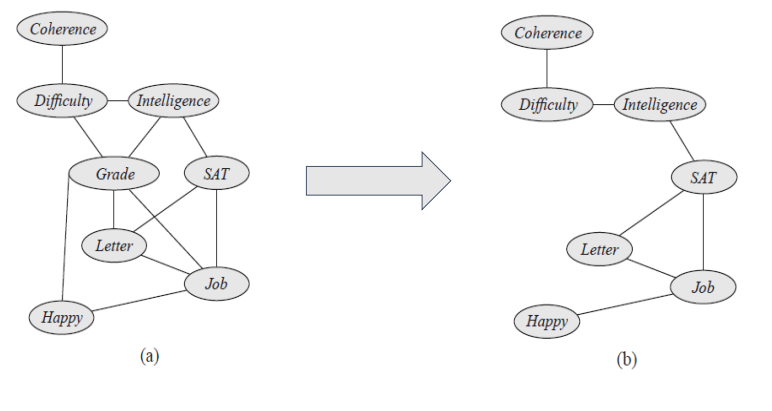 Coherence
Difficulty
Intelligence
Grade
SAT
Letter
Job
Happy
(a)
Coherence
Difficulty
Intelligence
SAT
Letter
Job
Happy
(b)